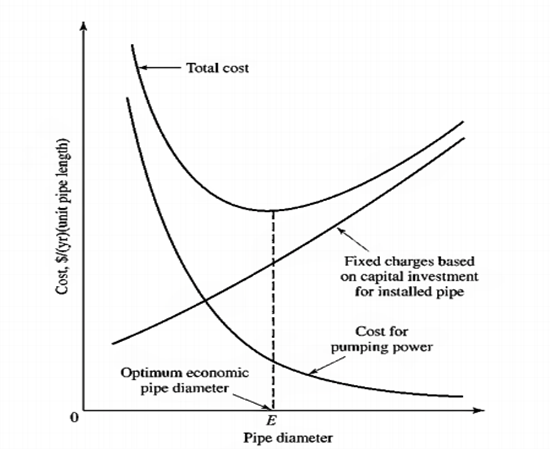 Total cost
Cost, $/(yr)(unit pipe length)
Fixed charges based
on capital investment
for installed pipe
Cost for
pumping power
Optimum economic
pipe diameter
0
E
Pipe diameter